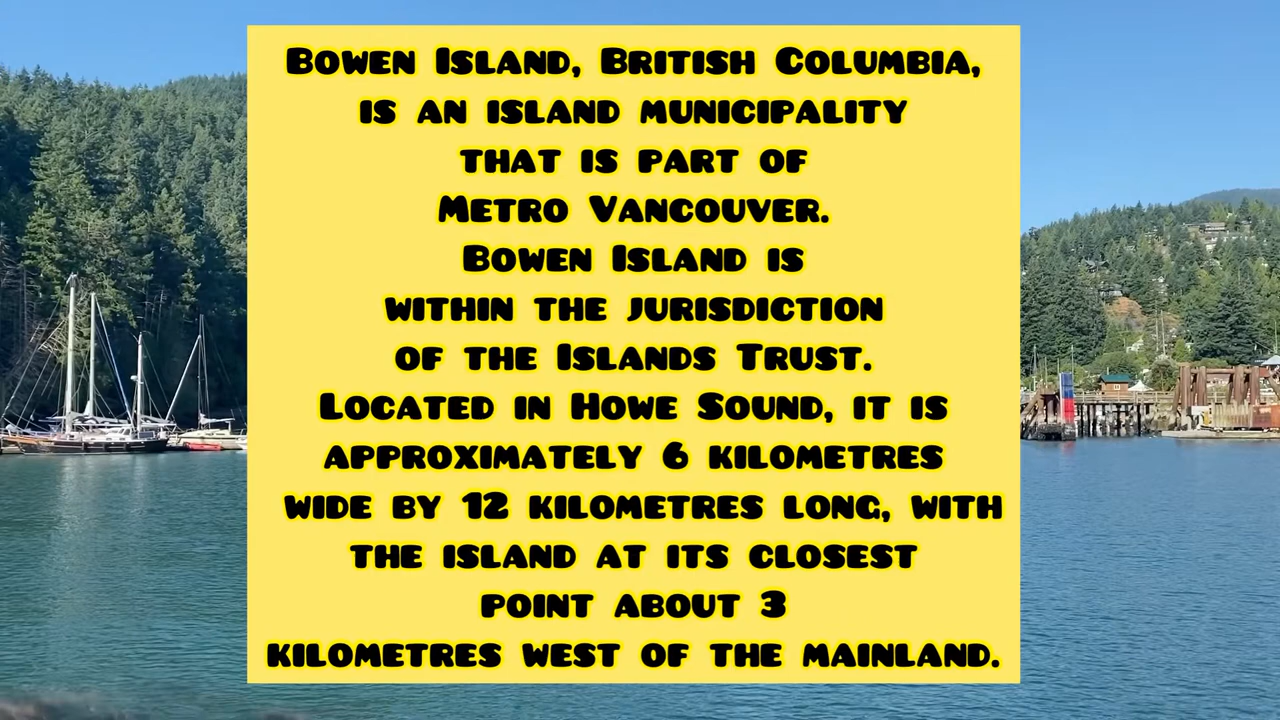 Bowen Island, British Columbia,
is an island municipality
that is part of
Metro Vancouver.
Bowen Island is
within the jurisdiction
of the Islands Trust.
Located in Howe Sound, it is
approximately 6 kilometres
wide by 12 kilometres long, with
the island at its closest
point about 3
kilometres west of the mainland.